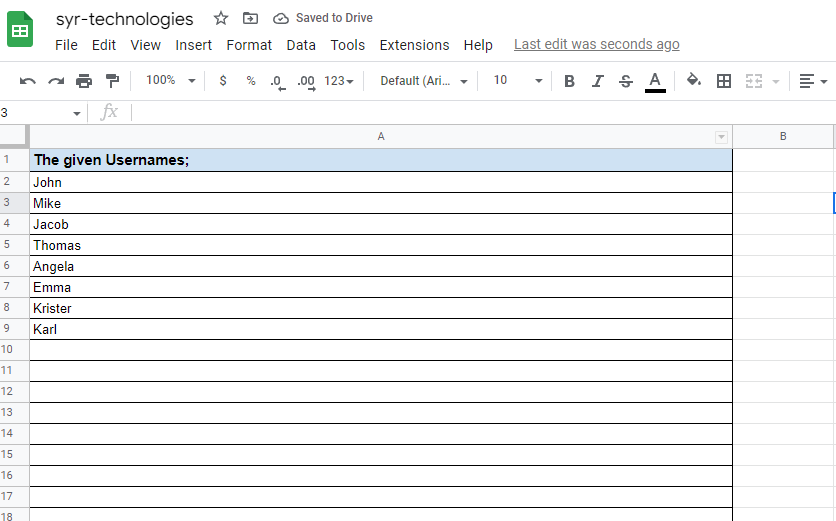 syr-technologies Saved to Drive
File Edit View Insert Format Data Tools Extensions Help Last edit was seconds ago
100% $ % .0 .00 123 Default (Ari... 10 B I S A
3 fx
A B
1 The given Usernames;
2 John
3 Mike
4 Jacob
5 Thomas
6 Angela
7 Emma
8 Krister
9 Karl
10
11
12
13
14
15
16
17
18